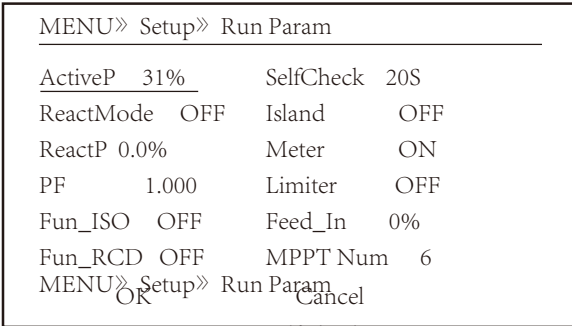 MENU》 Setup》 Run Param
ActiveP 31% SelfCheck 20S
ReactMode OFF Island OFF
ReactP 0.0% Meter ON
PF 1.000 Limiter OFF
Fun_ISO OFF Feed_In 0%
Fun_RCD OFF MPPT Num 6
MENU》 Setup》 Run Param
OK Cancel